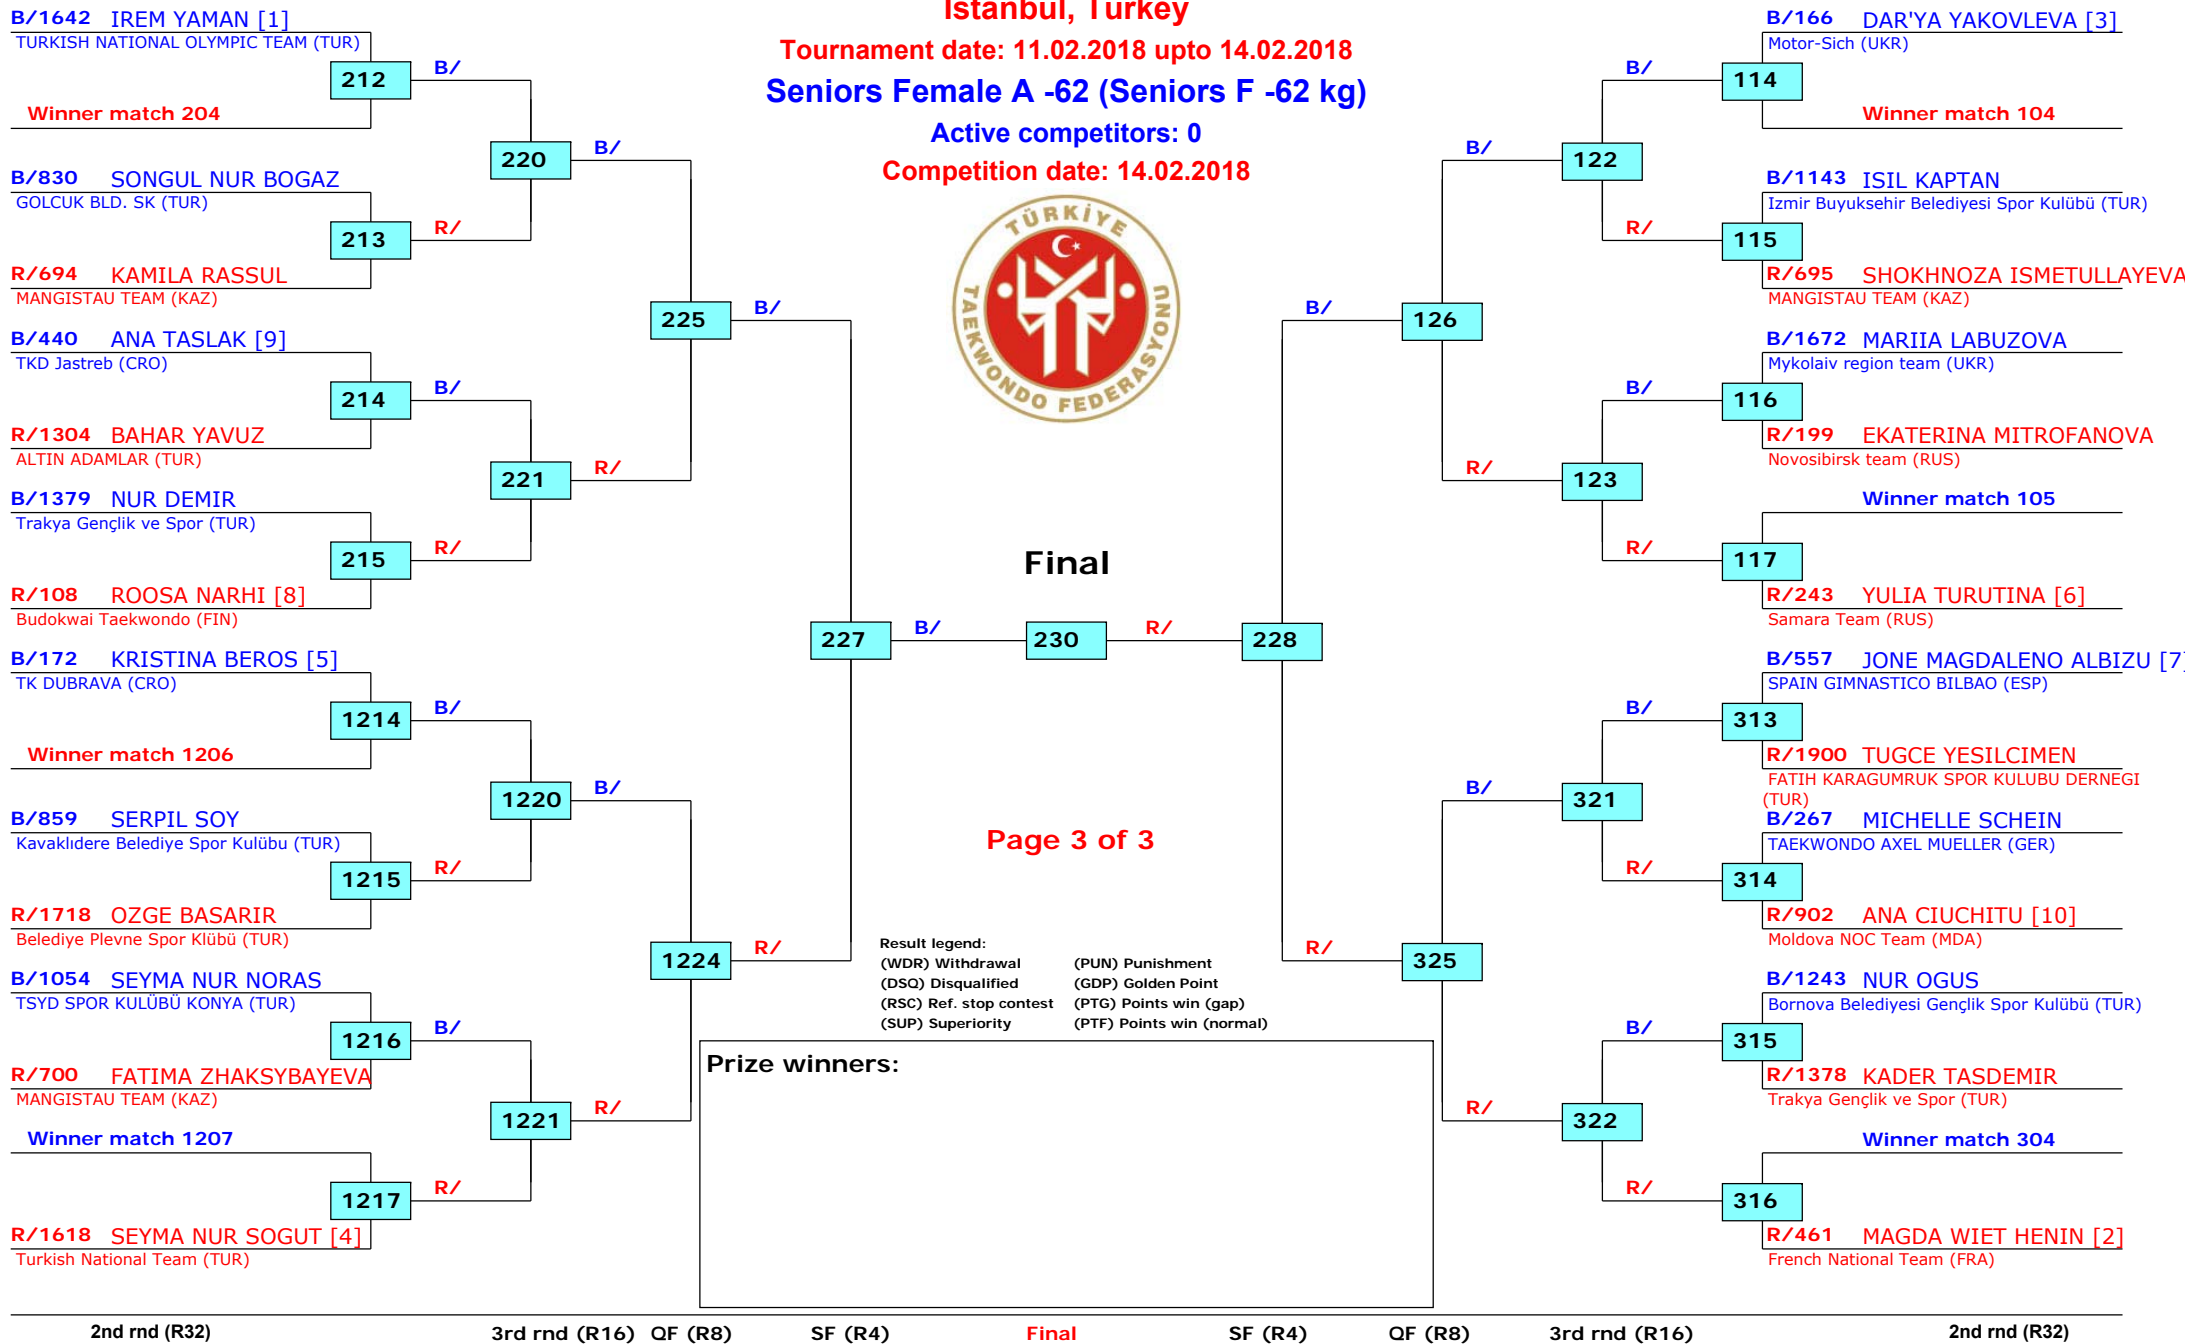 Istanbul, Turkey
Tournament date: 11.02.2018 upto 14.02.2018
Seniors Female A -62 (Seniors F -62 kg)
Active competitors: 0
Competition date: 14.02.2018
TÜRKİYE
TAEKWONDO FEDERASYONU
B/1642 IREM YAMAN [1]
TURKISH NATIONAL OLYMPIC TEAM (TUR)
212
B/
Winner match 204
220
B/
B/830 SONGUL NUR BOGAZ
GOLCUK BLD. SK (TUR)
213
R/
R/694 KAMILA RASSUL
MANGISTAU TEAM (KAZ)
225
B/
B/440 ANA TASLAK [9]
TKD Jastreb (CRO)
214
B/
R/1304 BAHAR YAVUZ
ALTIN ADAMLAR (TUR)
221
R/
B/1379 NUR DEMIR
Trakya Gençlik ve Spor (TUR)
215
R/
R/108 ROOSA NARHI [8]
Budokwai Taekwondo (FIN)
227
B/
B/172 KRISTINA BEROS [5]
TK DUBRAVA (CRO)
1214
B/
Winner match 1206
1220
B/
B/859 SERPIL SOY
Kavaklıdere Belediye Spor Kulübu (TUR)
1215
R/
R/1718 OZGE BASARIR
Belediye Plevne Spor Klübü (TUR)
1224
R/
B/1054 SEYMA NUR NORAS
TSYD SPOR KULÜBÜ KONYA (TUR)
1216
B/
R/700 FATIMA ZHAKSYBAYEVA
MANGISTAU TEAM (KAZ)
1221
R/
Winner match 1207
1217
R/
R/1618 SEYMA NUR SOGUT [4]
Turkish National Team (TUR)
Final
230
R/
228
Page 3 of 3
Result legend:
(WDR) Withdrawal (PUN) Punishment
(DSQ) Disqualified (GDP) Golden Point
(RSC) Ref. stop contest (PTG) Points win (gap)
(SUP) Superiority (PTF) Points win (normal)
Prize winners:
B/166 DAR'YA YAKOVLEVA [3]
Motor-Sich (UKR)
B/
114
Winner match 104
B/
122
B/1143 ISIL KAPTAN
Izmir Buyuksehir Belediyesi Spor Kulübü (TUR)
R/
115
R/695 SHOKHNOZA ISMETULLAYEVA
MANGISTAU TEAM (KAZ)
B/
126
B/1672 MARIIA LABUZOVA
Mykolaiv region team (UKR)
B/
116
R/199 EKATERINA MITROFANOVA
Novosibirsk team (RUS)
R/
123
Winner match 105
R/
117
R/243 YULIA TURUTINA [6]
Samara Team (RUS)
B/557 JONE MAGDALENO ALBIZU [7]
SPAIN GIMNASTICO BILBAO (ESP)
B/
313
R/1900 TUGCE YESILCIMEN
FATIH KARAGUMRUK SPOR KULUBU DERNEGI
(TUR)
B/
321
B/267 MICHELLE SCHEIN
TAEKWONDO AXEL MUELLER (GER)
R/
314
R/902 ANA CIUCHITU [10]
Moldova NOC Team (MDA)
R/
325
B/1243 NUR OGUS
Bornova Belediyesi Gençlik Spor Kulübü (TUR)
B/
315
R/1378 KADER TASDEMIR
Trakya Gençlik ve Spor (TUR)
R/
322
Winner match 304
R/
316
R/461 MAGDA WIET HENIN [2]
French National Team (FRA)
2nd rnd (R32) 3rd rnd (R16) QF (R8) SF (R4) Final SF (R4) QF (R8) 3rd rnd (R16) 2nd rnd (R32)